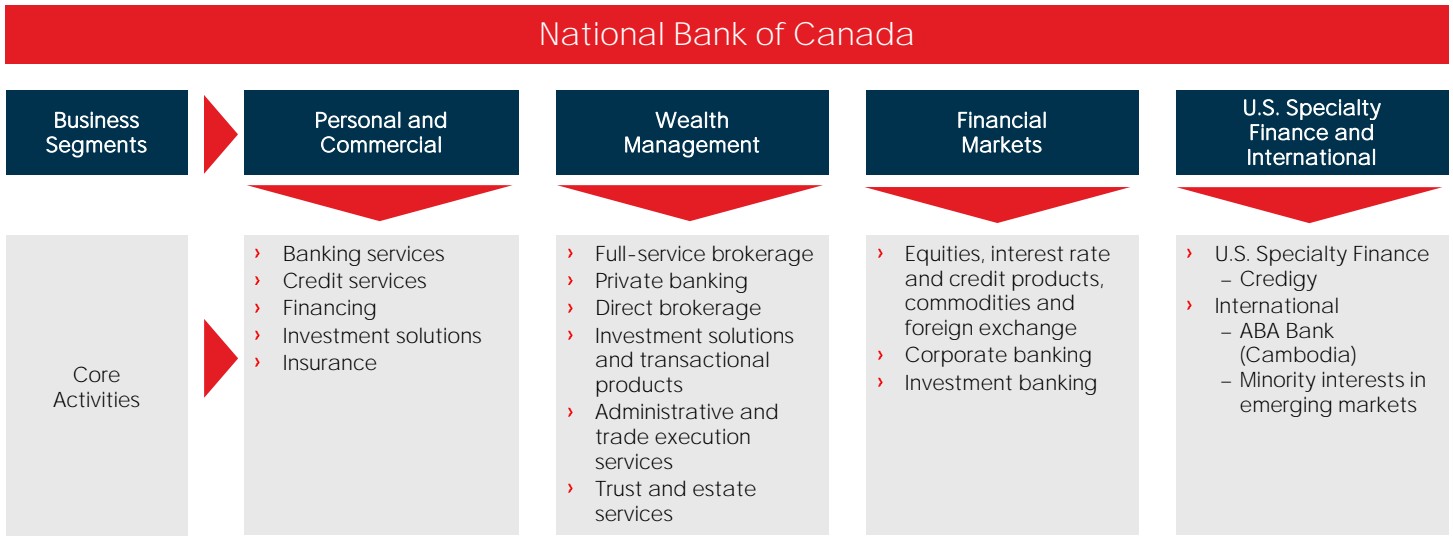 National Bank of Canada
Business
Segments
Personal and
Commercial
Wealth
Management
Financial
Markets
U.S. Specialty
Finance and
International
Core
Activities
› Banking services
› Credit services
› Financing
› Investment solutions
› Insurance
› Full-service brokerage
› Private banking
› Direct brokerage
› Investment solutions
and transactional
products
› Administrative and
trade execution
services
› Trust and estate
services
› Equities, interest rate
and credit products,
commodities and
foreign exchange
› Corporate banking
› Investment banking
› U.S. Specialty Finance
– Credigy
› International
– ABA Bank
(Cambodia)
– Minority interests in
emerging markets